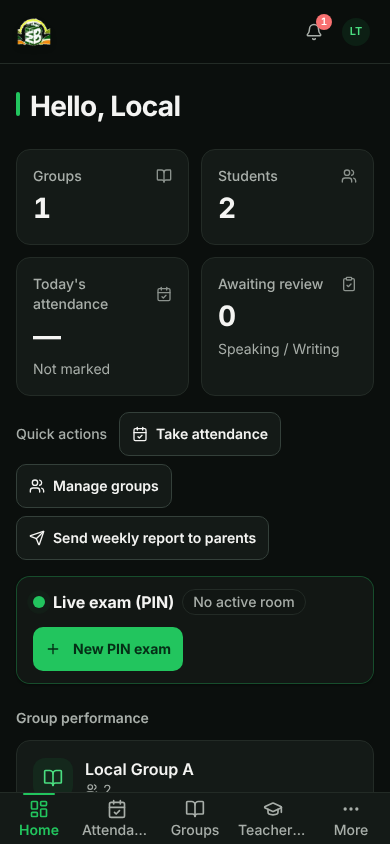 1
LT
Hello, Local
Groups
1
Students
2
Today's
attendance
—
Not marked
Awaiting review
0
Speaking / Writing
Quick actions
Take attendance
Manage groups
Send weekly report to parents
Live exam (PIN)
No active room
+ New PIN exam
Group performance
Local Group A
2
Home
Attenda...
Groups
Teacher...
More